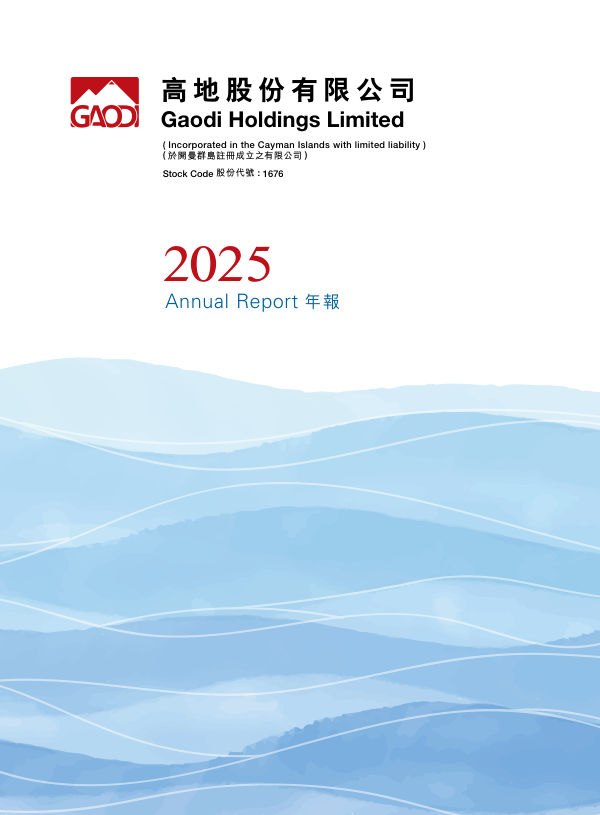 GAODI
高地股份有限公司
Gaodi Holdings Limited
( Incorporated in the Cayman Islands with limited liability )
( 於開曼群島註冊成立之有限公司 )
Stock Code 股份代號 : 1676
2025
Annual Report 年報